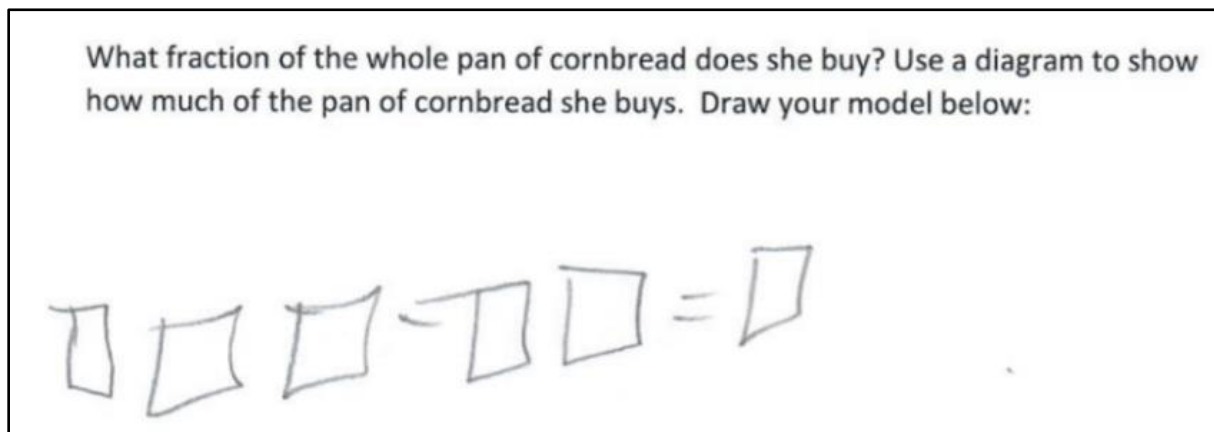 What fraction of the whole pan of cornbread does she buy? Use a diagram to show
how much of the pan of cornbread she buys. Draw your model below:
- =